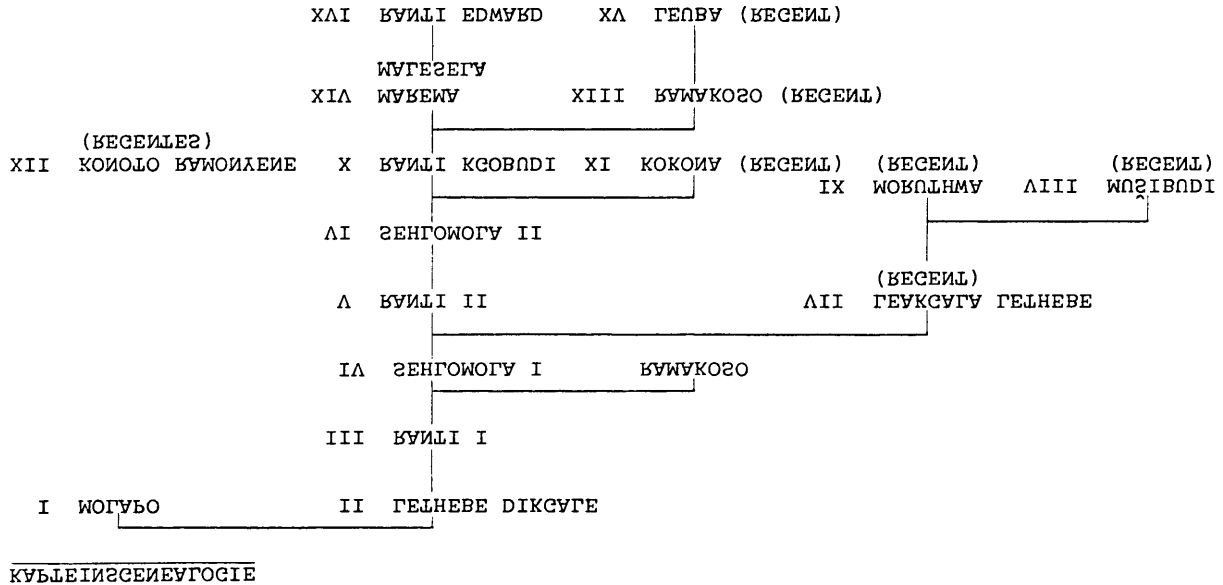 KAPTEINSGENEALOGIE
I MOLAPO II LETHEBE DIKGALE
III RANTI I
IV SEHLOMOLA I RAMAKOSO
V RANTI II VII LEAKGALA LETHEBE
(REGENT)
VI SEHLOMOLA II
IX MORUTHWA VIII MUŠIBUDI
XII KONOTO RAMONYENE X RANTI KGOBUDI XI KOKONA (REGENT) (REGENT) (REGENT)
(REGENTES)
XIV MAREMA XIII RAMAKOSO (REGENT)
MALESELA
XVI RANTI EDWARD XV LEUBA (REGENT)